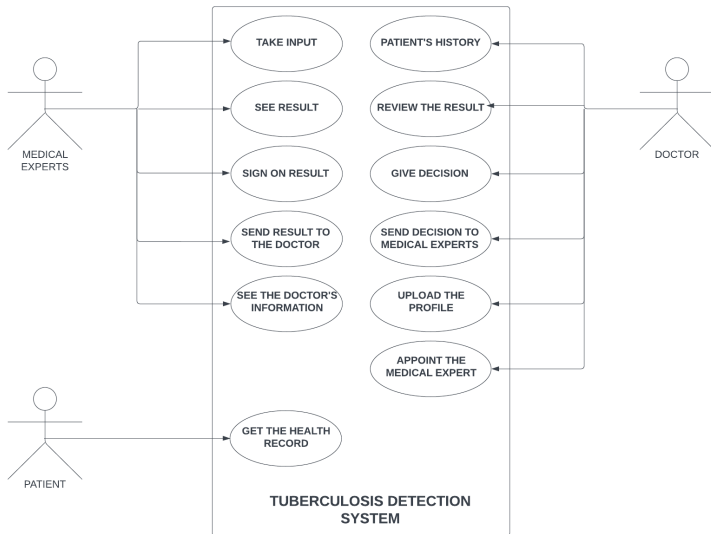 TAKE INPUT
PATIENT'S HISTORY
SEE RESULT
REVIEW THE RESULT
MEDICAL
EXPERTS
DOCTOR
SIGN ON RESULT
GIVE DECISION
SEND RESULT TO
THE DOCTOR
SEND DECISION TO
MEDICAL EXPERTS
SEE THE DOCTOR'S
INFORMATION
UPLOAD THE
PROFILE
APPOINT THE
MEDICAL EXPERT
GET THE HEALTH
RECORD
PATIENT
TUBERCULOSIS DETECTION
SYSTEM